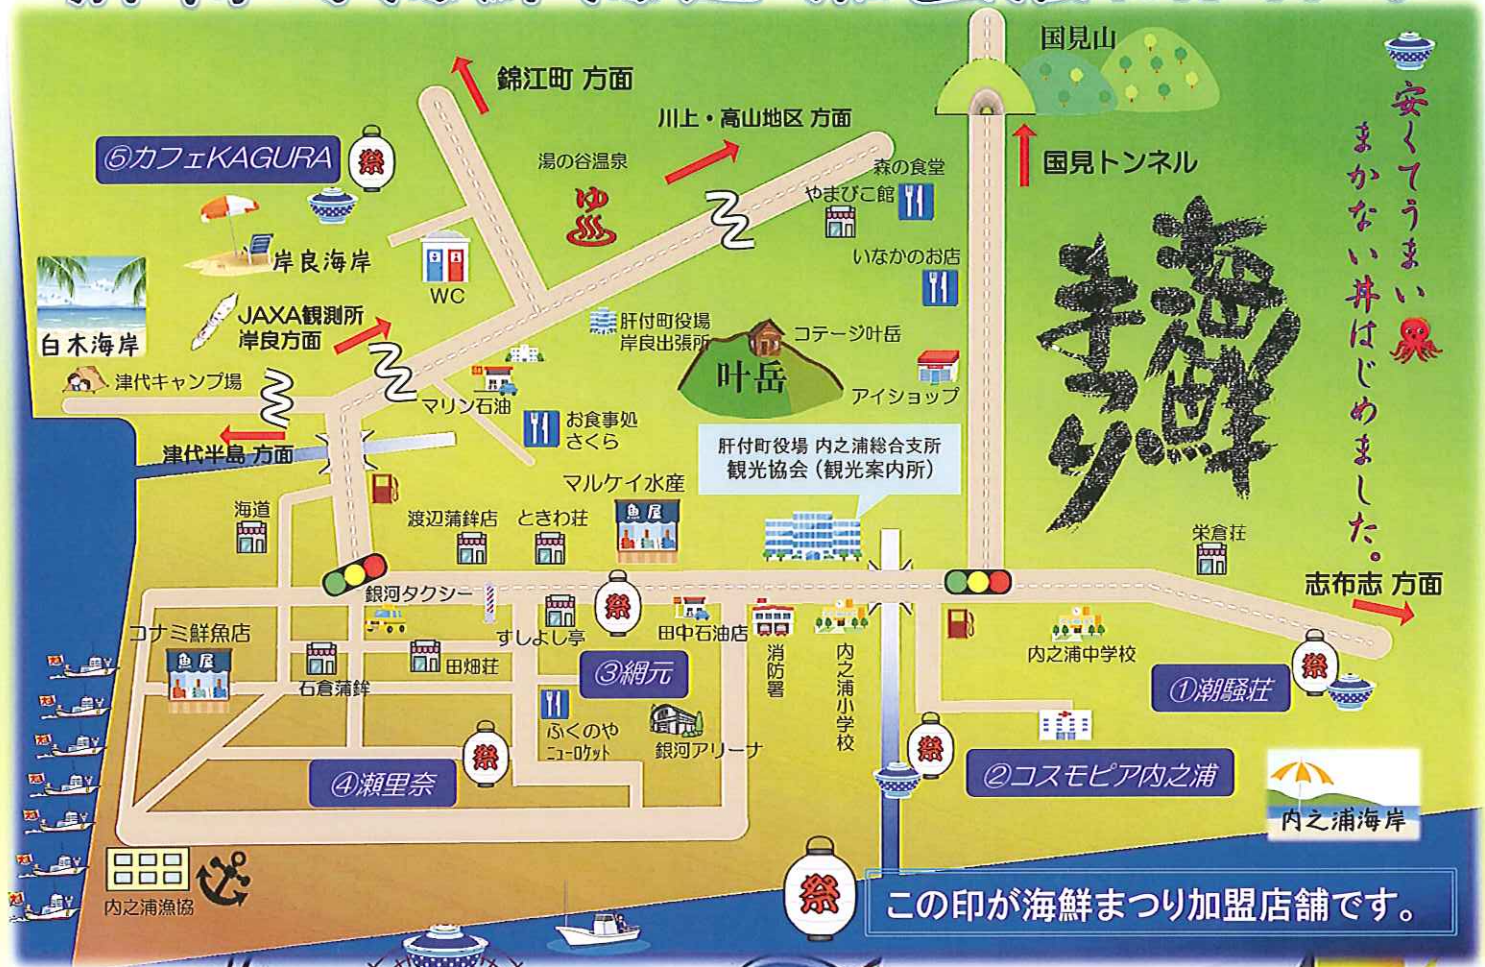 国見山
安くてうまい
まかない丼はじめました。
錦江町 方面
川上・高山地区 方面
⑤カフェKAGURA
祭
湯の谷温泉
ゆ
森の食堂
やまびこ館
国見トンネル
海鮮
まつり
岸良海岸
WC
いなかのお店
白木海岸
JAXA観測所
岸良方面
肝付町役場
岸良出張所
コテージ叶岳
叶岳
アイショップ
津代キャンプ場
マリン石油
お食事処
さくら
津代半島 方面
肝付町役場 内之浦総合支所
観光協会(観光案内所)
マルケイ水産
魚屋
海道
渡辺蒲鉾店
ときわ荘
栄倉荘
志布志 方面
銀河タクシー
祭
コナミ鮮魚店
魚屋
すしよし亭
田中石油店
消防署
内之浦小学校
内之浦中学校
祭
石倉蒲鉾
田畑荘
③網元
①潮騒荘
ふくのや
ニューロケット
銀河アリーナ
祭
祭
④瀬里奈
②コスモピア内之浦
内之浦海岸
内之浦漁協
祭
この印が海鮮まつり加盟店舗です。